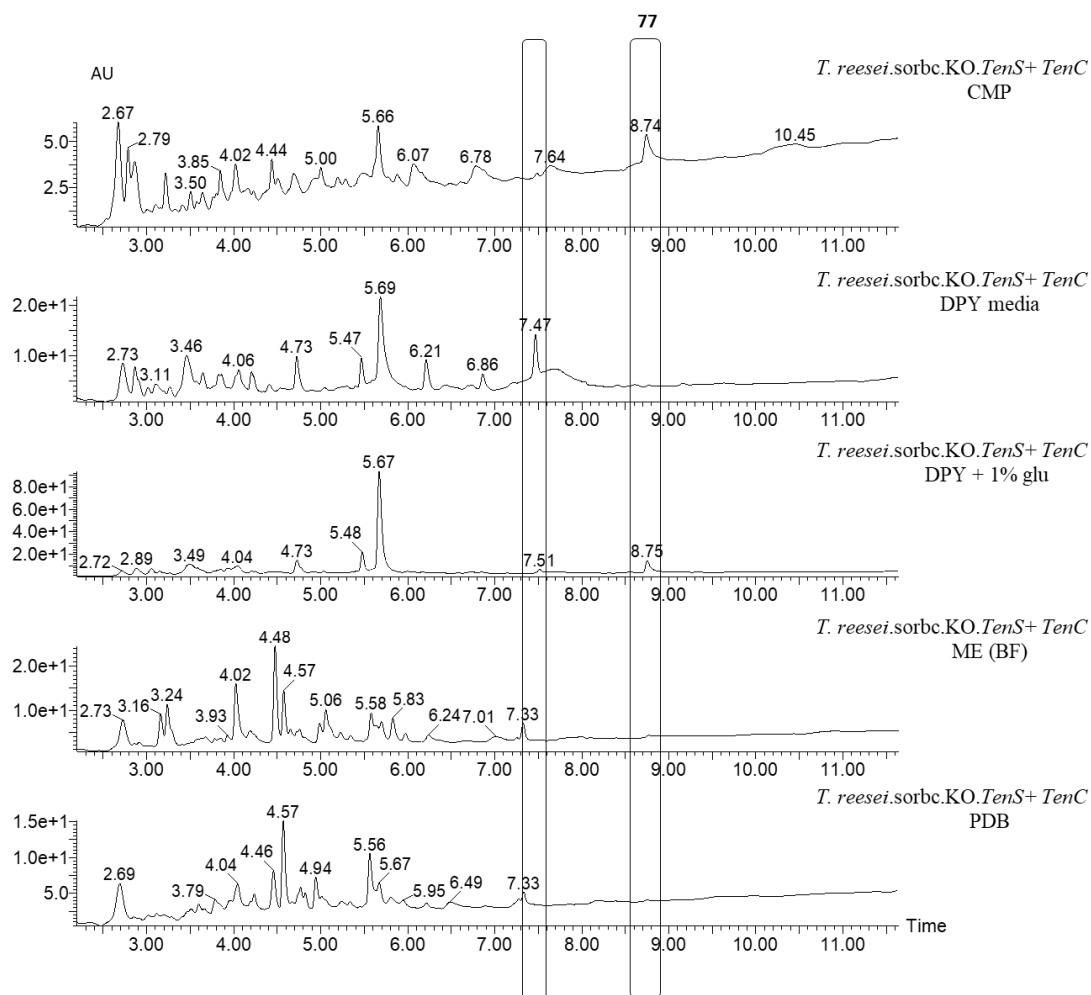 77
T. reesei.sorbc.KO.TenS+ TenC
CMP
AU
2.67
2.79
3.50
3.85
4.02
4.44
5.00
5.66
6.07
6.78
7.64
8.74
10.45
5.0
2.5
3.00 4.00 5.00 6.00 7.00 8.00 9.00 10.00 11.00
T. reesei.sorbc.KO.TenS+ TenC
DPY media
2.0e+1
1.0e+1
2.73
3.11
3.46
4.06
4.73
5.47
5.69
6.21
6.86
7.47
3.00 4.00 5.00 6.00 7.00 8.00 9.00 10.00 11.00
T. reesei.sorbc.KO.TenS+ TenC
DPY + 1% glu
8.0e+1
6.0e+1
4.0e+1
2.0e+1
2.72
2.89
3.49
4.04
4.73
5.48
5.67
7.51
8.75
3.00 4.00 5.00 6.00 7.00 8.00 9.00 10.00 11.00
T. reesei.sorbc.KO.TenS+ TenC
ME (BF)
2.0e+1
1.0e+1
2.73
3.16
3.24
3.93
4.02
4.48
4.57
5.06
5.58
5.83
6.24
7.01
7.33
3.00 4.00 5.00 6.00 7.00 8.00 9.00 10.00 11.00
T. reesei.sorbc.KO.TenS+ TenC
PDB
1.5e+1
1.0e+1
5.0
2.69
3.79
4.04
4.46
4.57
4.94
5.56
5.67
5.95
6.49
7.33
Time
3.00 4.00 5.00 6.00 7.00 8.00 9.00 10.00 11.00